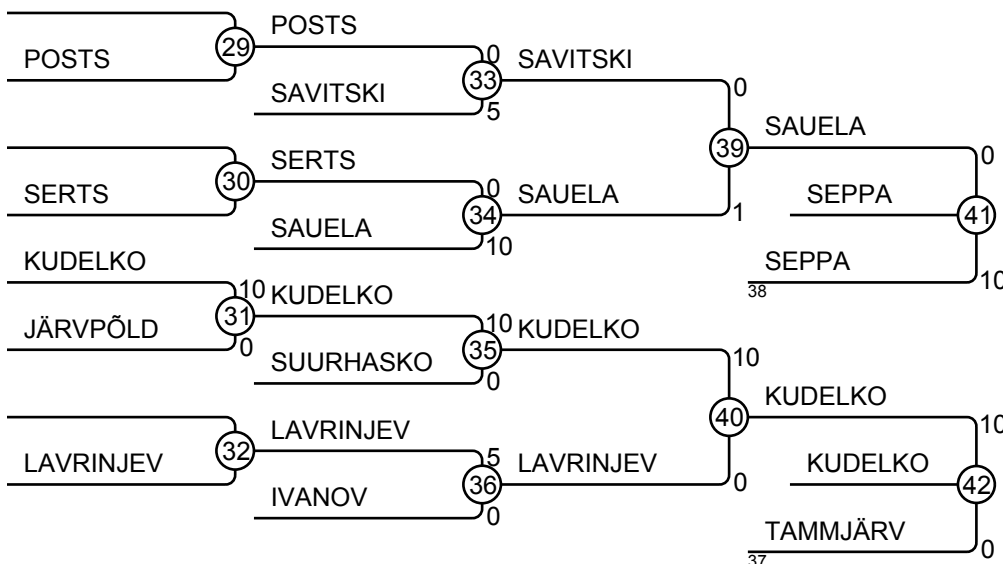 POSTS
29
POSTS
0
33
SAVITSKI
SAVITSKI
5
0
39
SAUELA
SERTS
30
SERTS
0
34
SAUELA
SAUELA
10
1
0
SEPPA
41
SEPPA
38
10
KUDELKO
10
31
JÄRVPÕLD
0
KUDELKO
10
35
KUDELKO
SUURHASKO
0
10
40
KUDELKO
LAVRINJEV
32
LAVRINJEV
5
36
LAVRINJEV
IVANOV
0
0
10
KUDELKO
42
TAMMJÄRV
37
0